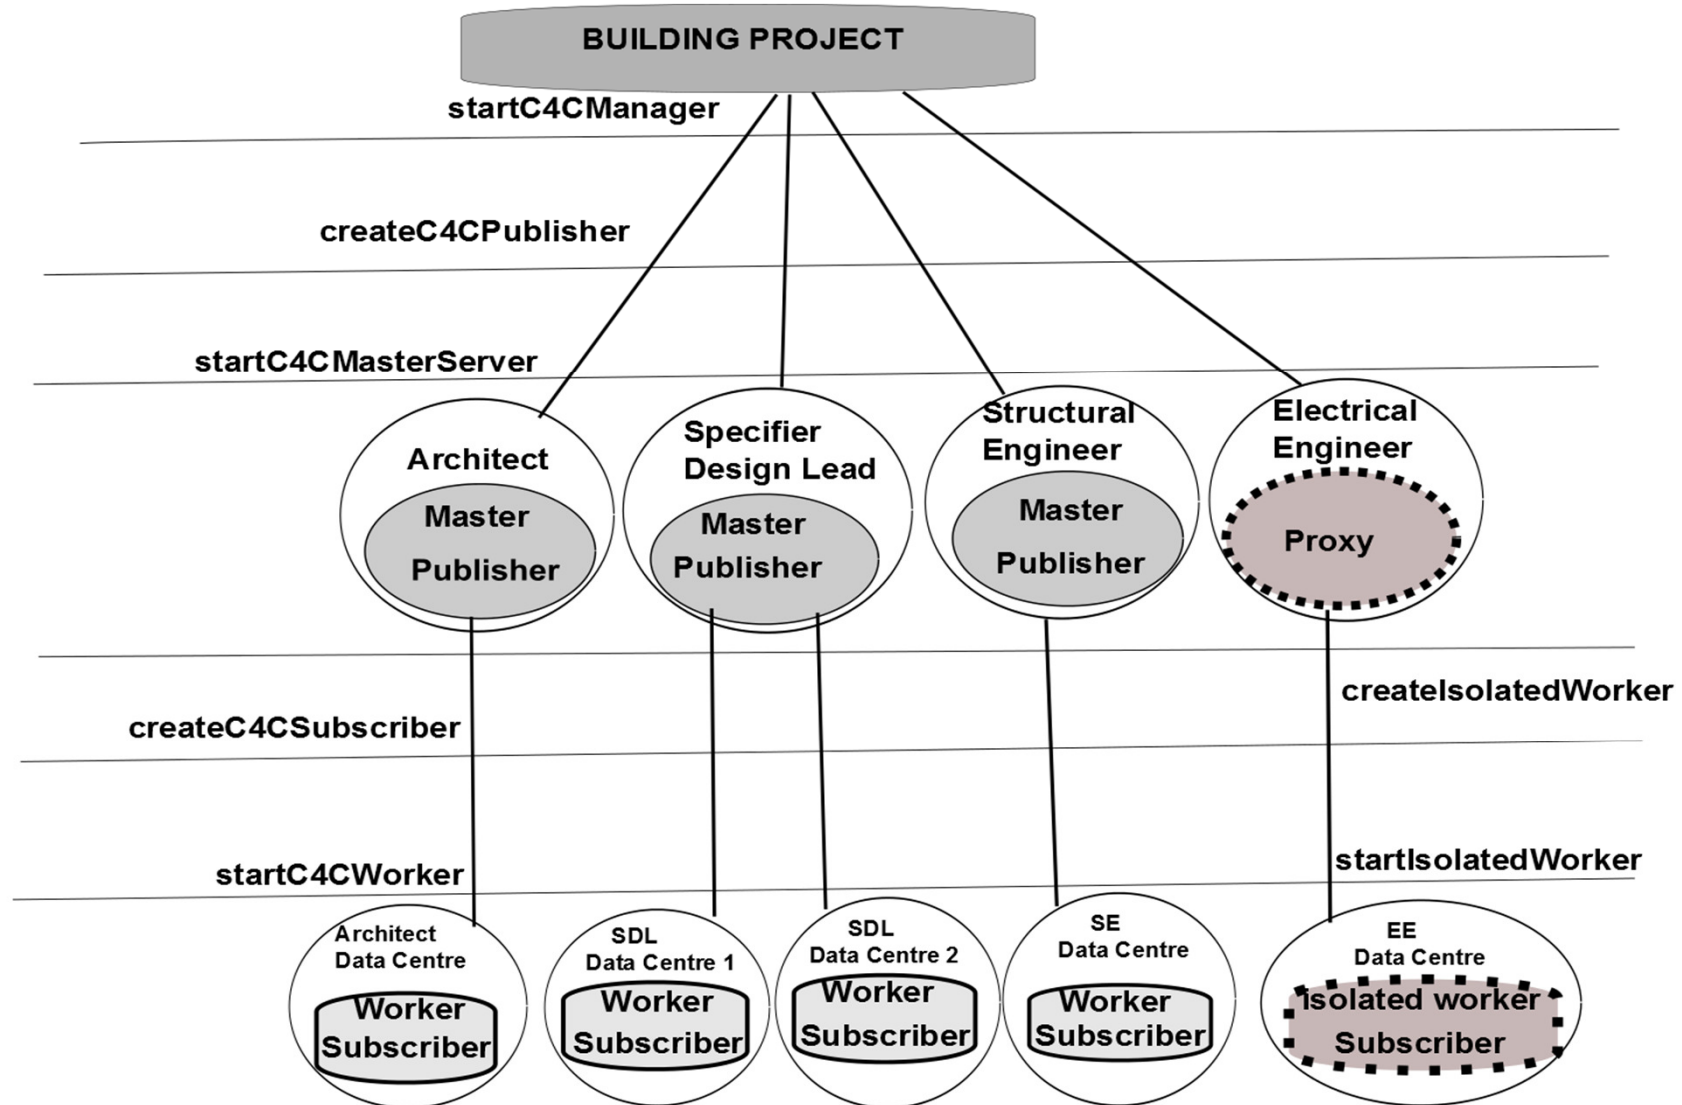 BUILDING PROJECT
startC4CManager
createC4CPublisher
startC4CMasterServer
Architect
Master
Publisher
Specifier
Design Lead
Master
Publisher
Structural
Engineer
Master
Publisher
Electrical
Engineer
Proxy
createIsolatedWorker
createC4CSubscriber
startIsolatedWorker
startC4CWorker
Architect
Data Centre
Worker
Subscriber
SDL
Data Centre 1
Worker
Subscriber
SDL
Data Centre 2
Worker
Subscriber
SE
Data Centre
Worker
Subscriber
EE
Data Centre
isolated worker
Subscriber